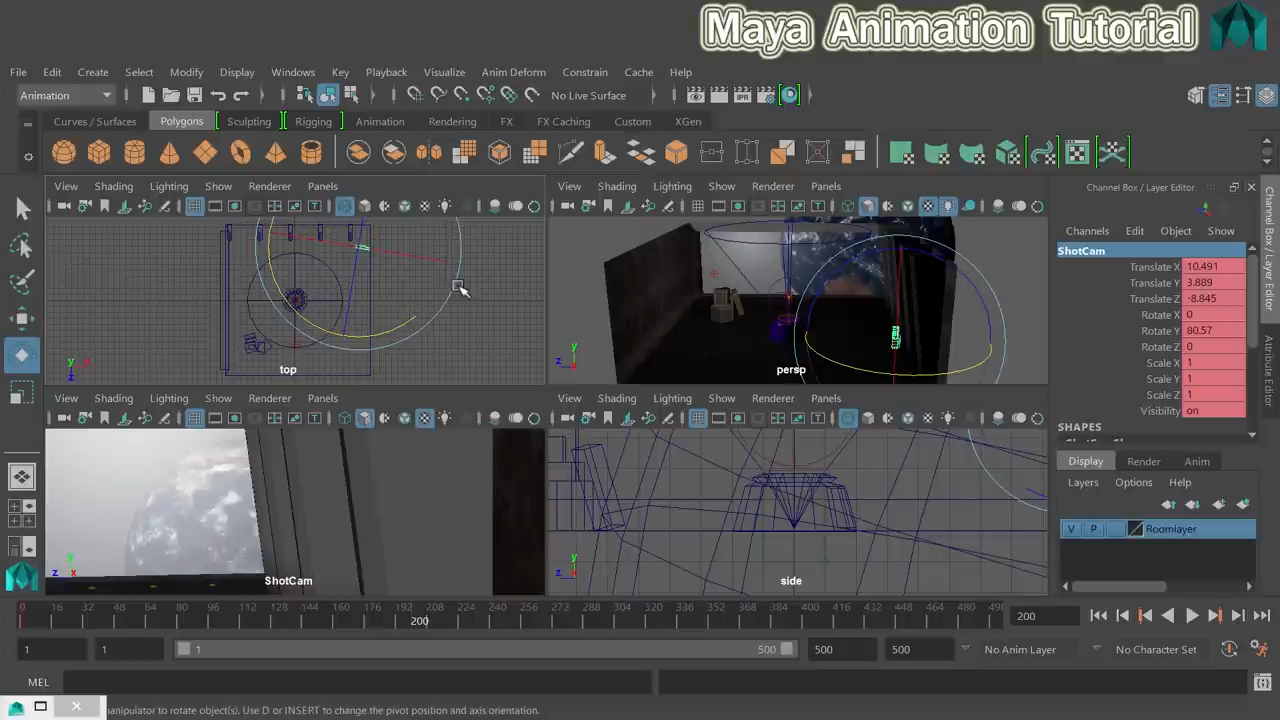 Maya Animation Tutorial
File Edit Create Select Modify Display Windows Key Playback Visualize Anim Deform Constrain Cache Help
Animation No Live Surface
Curves / Surfaces Polygons Sculpting Rigging Animation Rendering FX FX Caching Custom XGen
View Shading Lighting Show Renderer Panels
View Shading Lighting Show Renderer Panels
Channel Box / Layer Editor
Channels Edit Object Show
ShotCam
Translate X 10.491
Translate Y 3.889
Translate Z -8.845
Rotate X 0
Rotate Y 80.57
Rotate Z 0
Scale X 1
Scale Y 1
Scale Z 1
Visibility on
SHAPES
top
persp
y x z
y z x
View Shading Lighting Show Renderer Panels
View Shading Lighting Show Renderer Panels
ShotCam
side
y z x
y z x
Display Render Anim
Layers Options Help
V P Roomlayer
Channel Box / Layer Editor
Attribute Editor
0 16 32 48 64 80 96 112 128 144 160 176 192 208 224 240 256 272 288 304 320 336 352 368 384 400 416 432 448 464 480 49
200
200
1 1 1 500 500 500 No Anim Layer No Character Set
MEL
anipulator to rotate object(s). Use D or INSERT to change the pivot position and axis orientation.